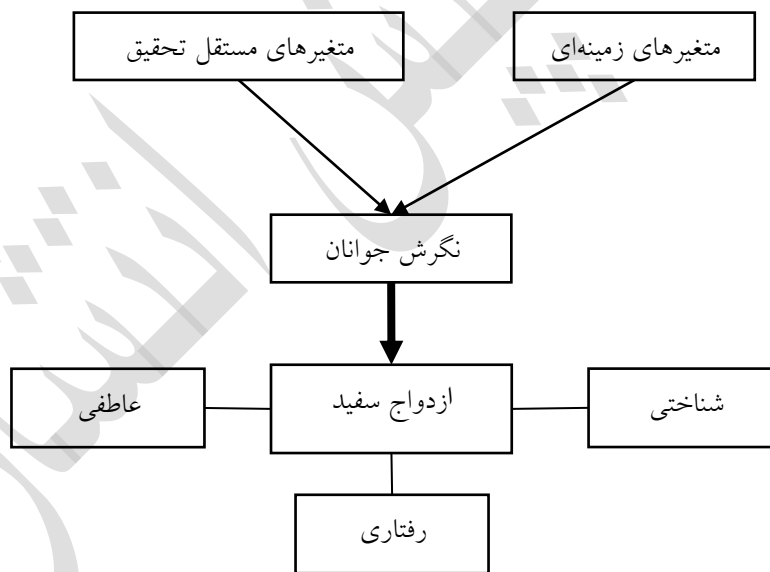 متغیرهای زمینه‌ای
متغیرهای مستقل تحقیق
نگرش جوانان
شناختی
ازدواج سفید
عاطفی
رفتاری